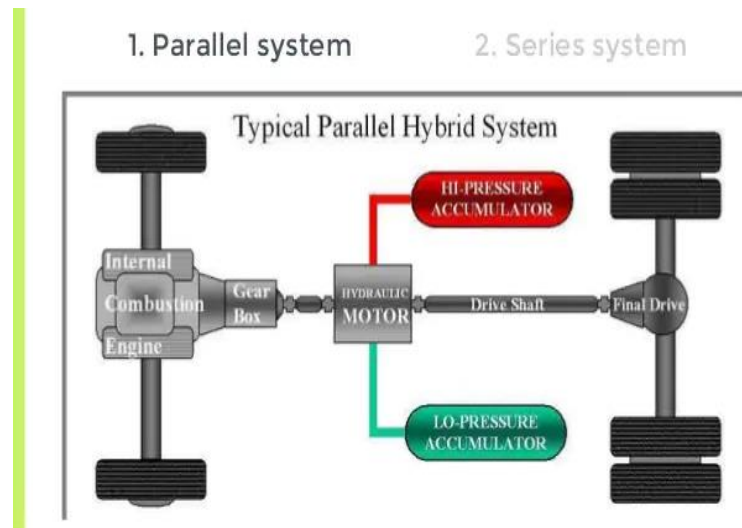 1. Parallel system
2. Series system
Typical Parallel Hybrid System
HI-PRESSURE
ACCUMULATOR
Internal
Combustion
Engine
Gear
Box
HYDRAULIC
MOTOR
Drive Shaft
Final Drive
LO-PRESSURE
ACCUMULATOR